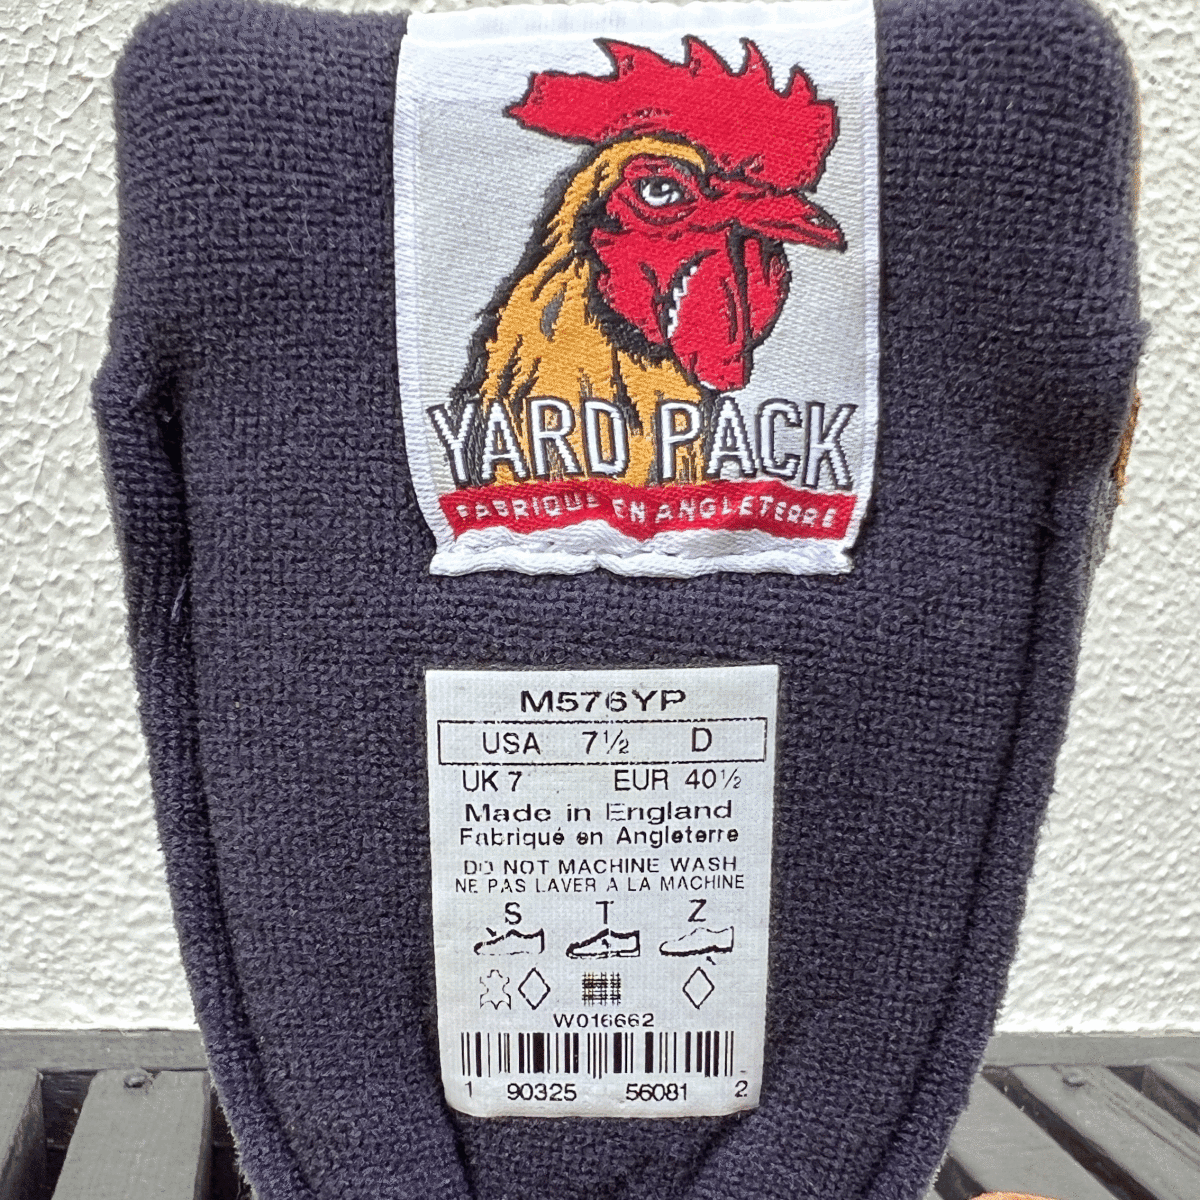 YARD PACK
FABRIQUE EN ANGLETERRE
M576YP
USA 7½ D
UK 7 EUR 40½
Made in England
Fabriqué en Angleterre
DO NOT MACHINE WASH
NE PAS LAVER A LA MACHINE
S T Z
W016662
1 90325 56081 2